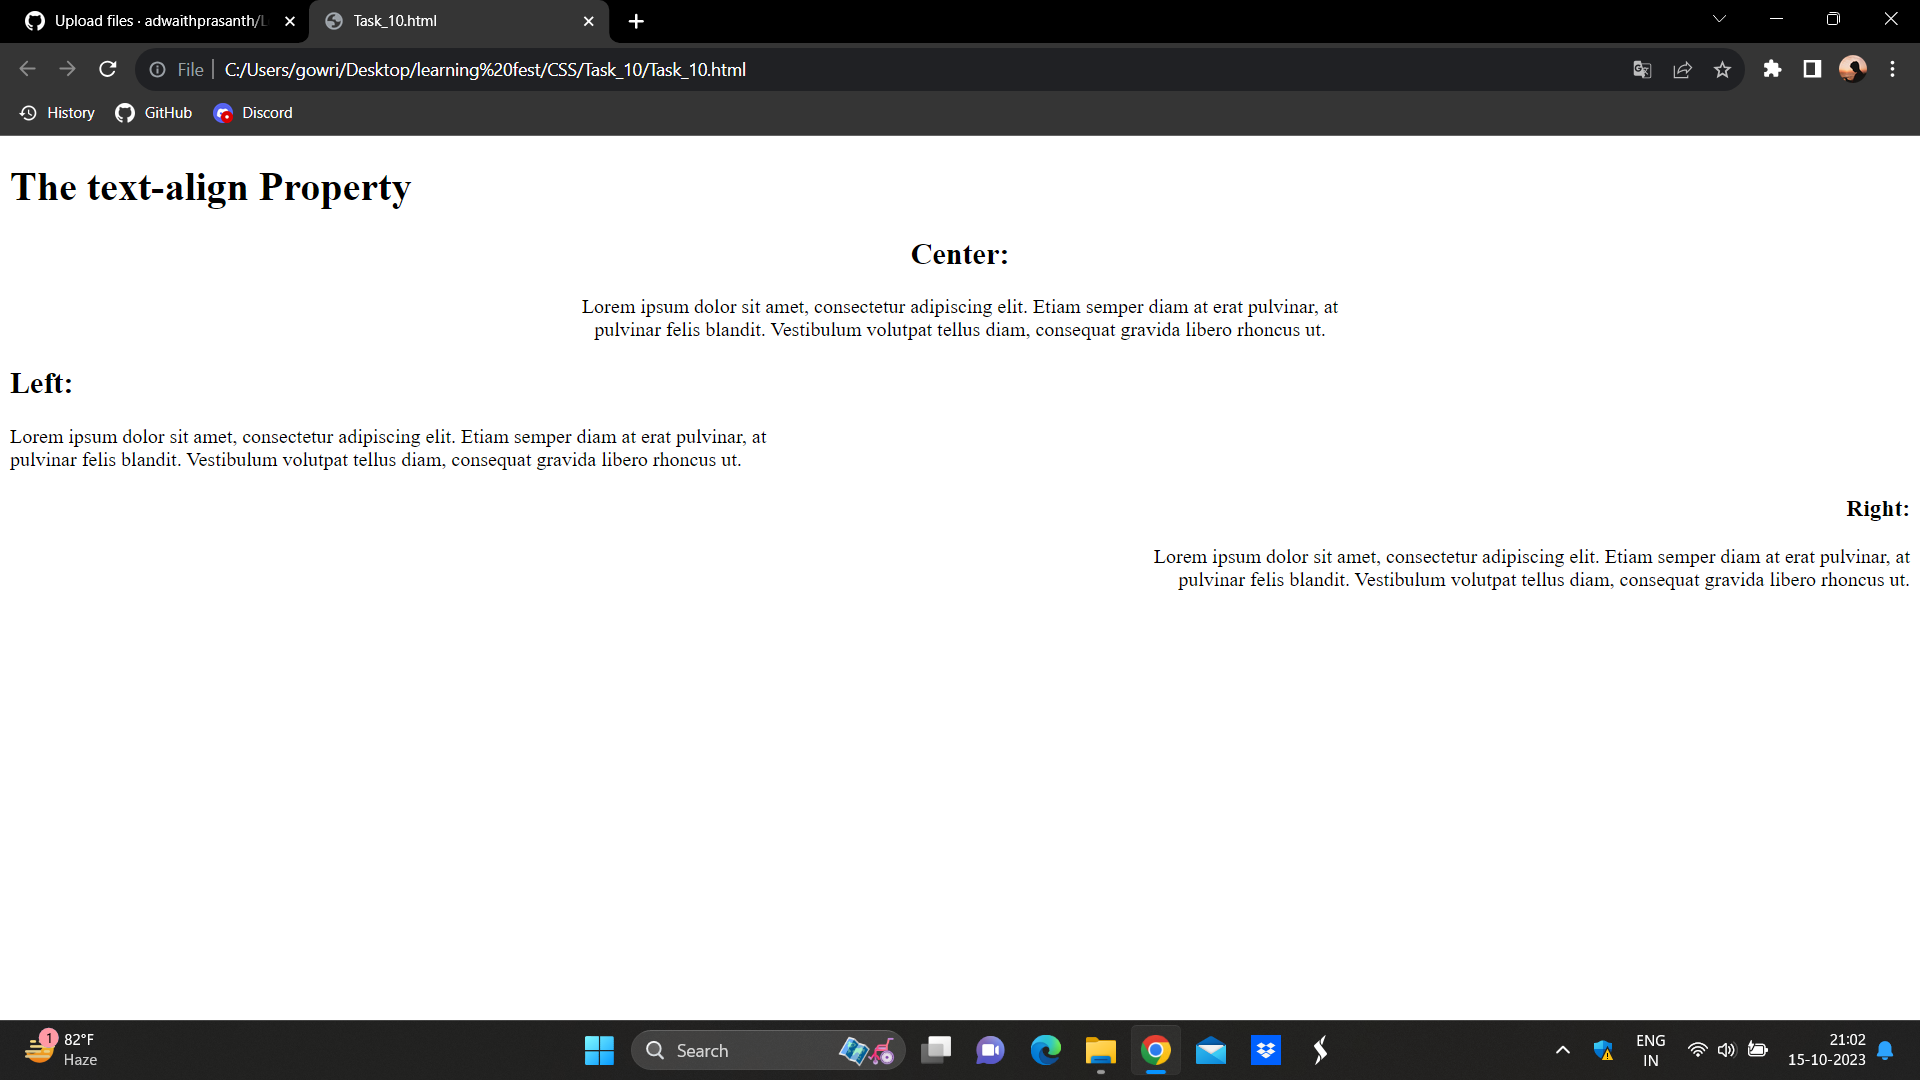 Upload files · adwaithprasanth/L
Task_10.html
File
C:/Users/gowri/Desktop/learning%20fest/CSS/Task_10/Task_10.html
History
GitHub
Discord
The text-align Property
Center:
Lorem ipsum dolor sit amet, consectetur adipiscing elit. Etiam semper diam at erat pulvinar, at
pulvinar felis blandit. Vestibulum volutpat tellus diam, consequat gravida libero rhoncus ut.
Left:
Lorem ipsum dolor sit amet, consectetur adipiscing elit. Etiam semper diam at erat pulvinar, at
pulvinar felis blandit. Vestibulum volutpat tellus diam, consequat gravida libero rhoncus ut.
Right:
Lorem ipsum dolor sit amet, consectetur adipiscing elit. Etiam semper diam at erat pulvinar, at
pulvinar felis blandit. Vestibulum volutpat tellus diam, consequat gravida libero rhoncus ut.
1
82°F
Haze
Search
ENG
IN
21:02
15-10-2023